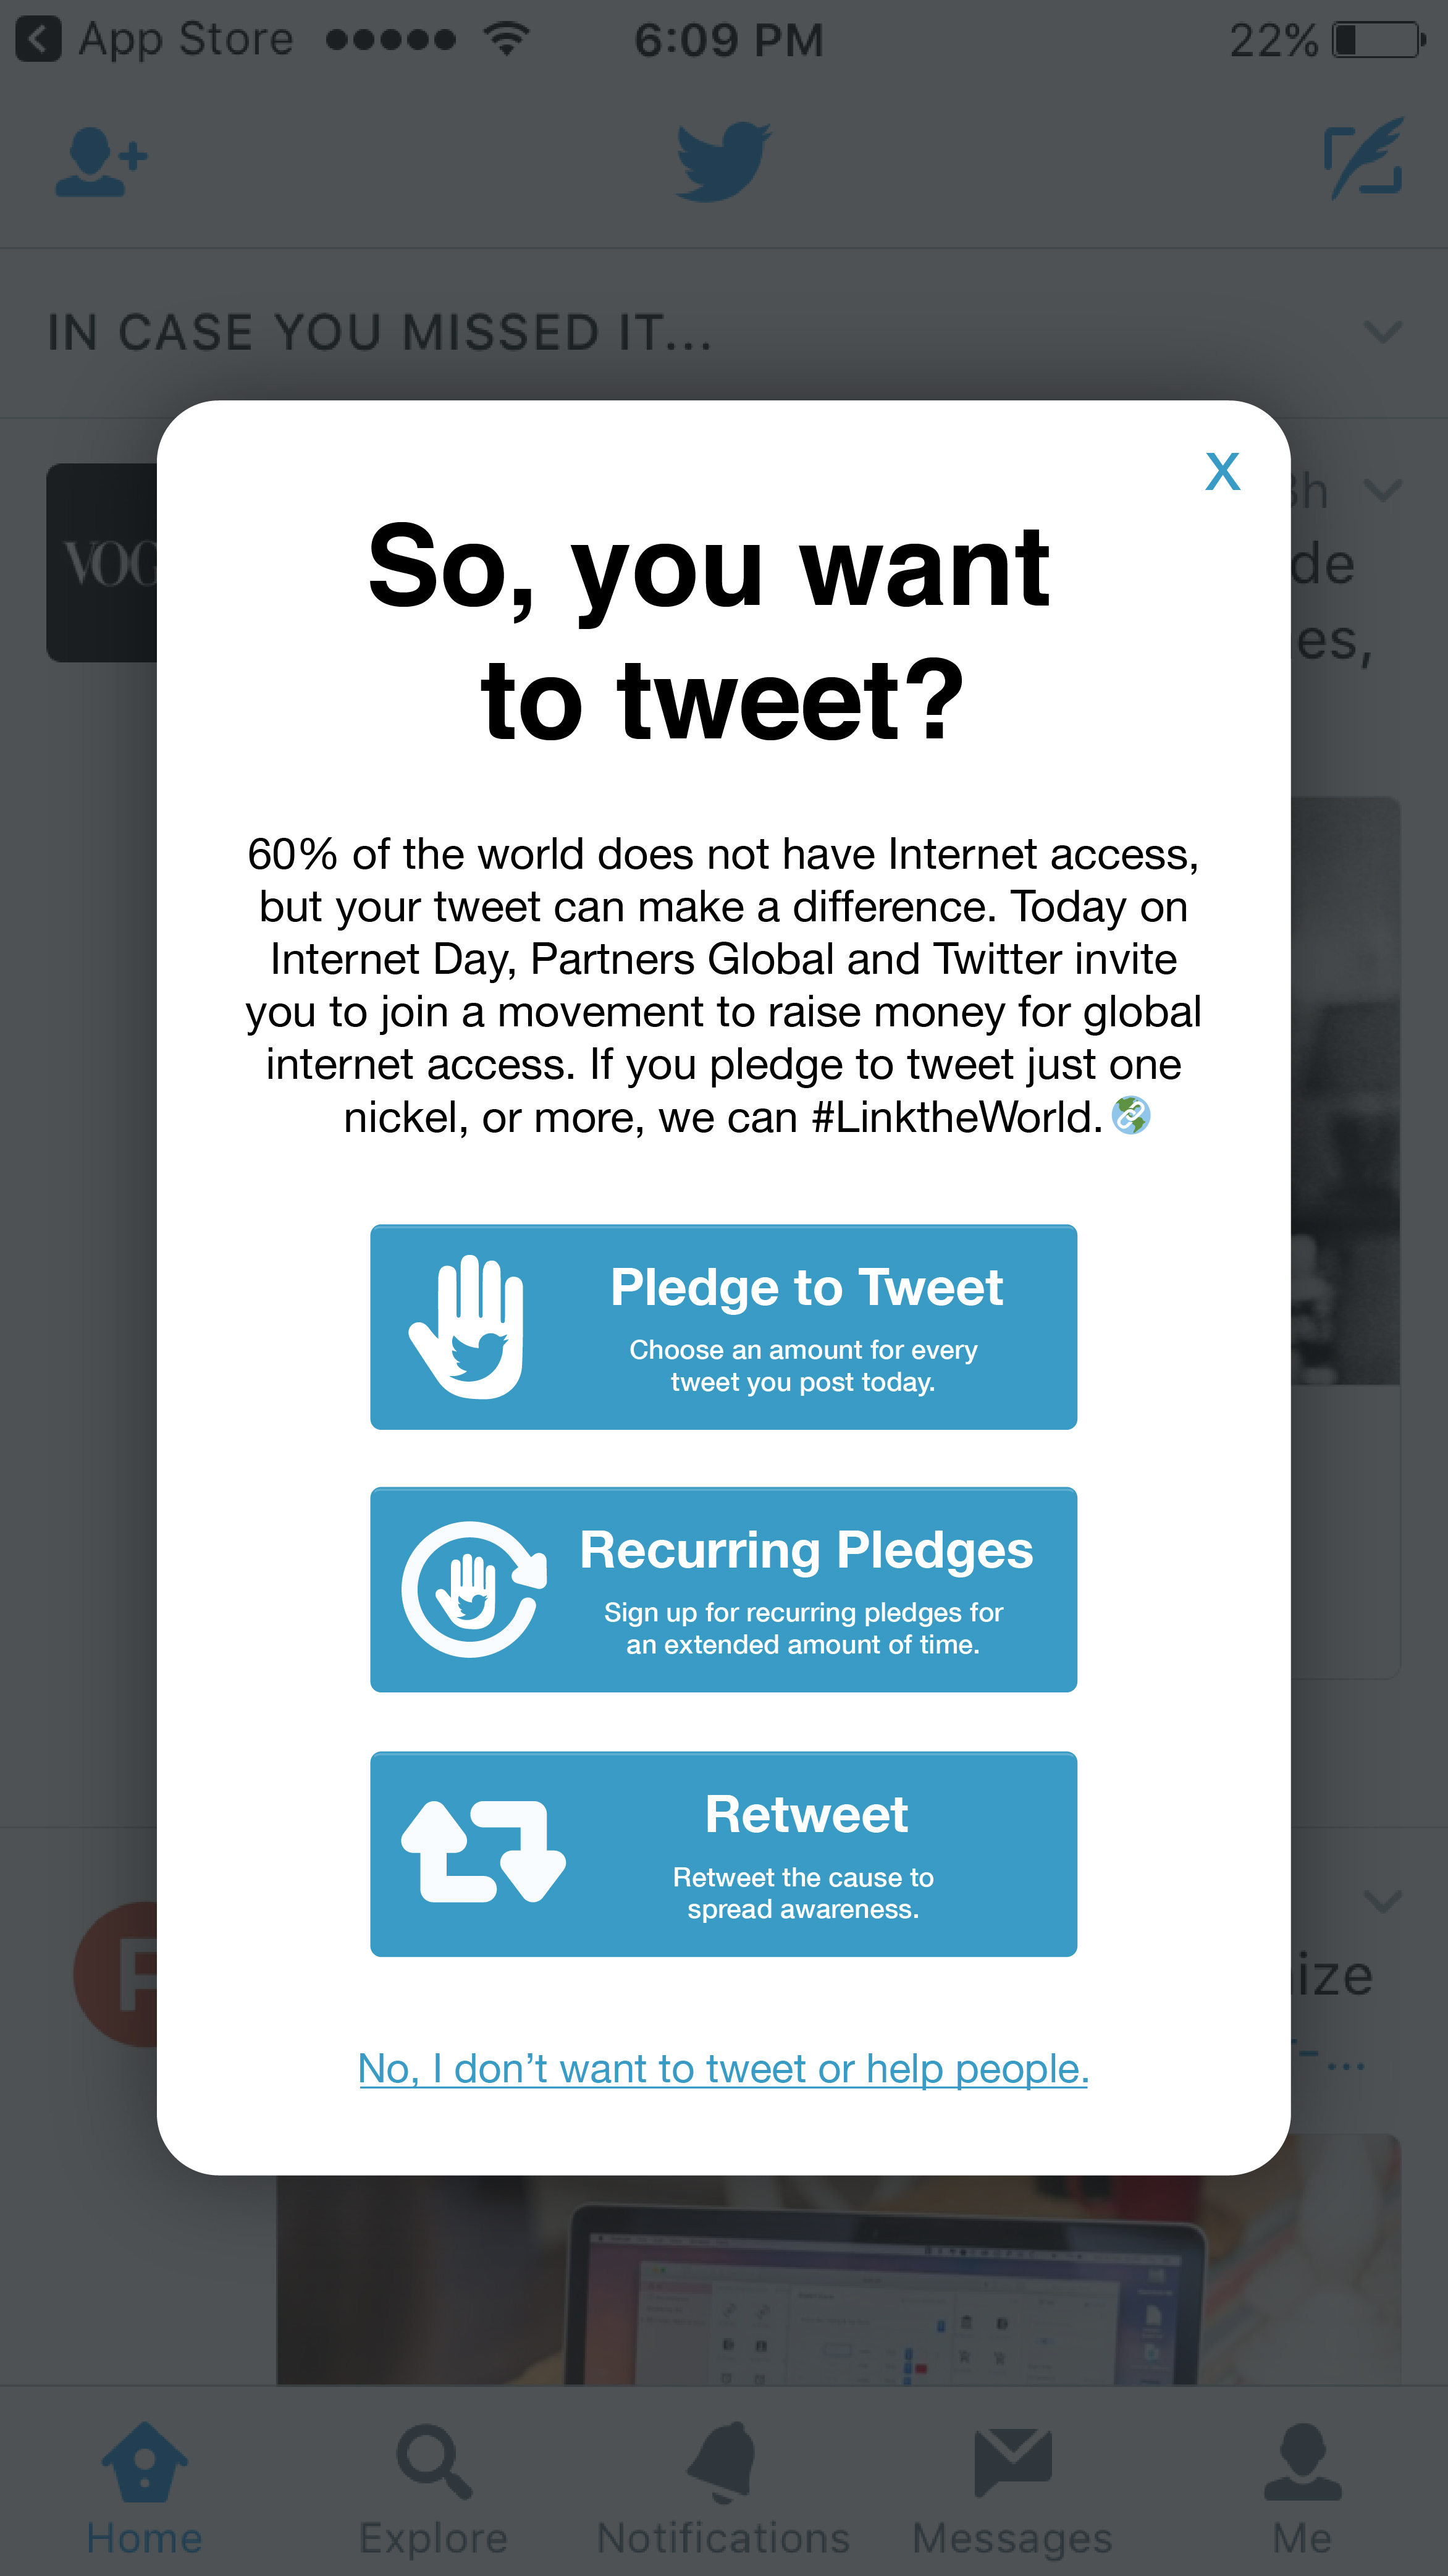 App Store 6:09 PM 22%
IN CASE YOU MISSED IT...
X
3h
VOG
de
es,
So, you want
to tweet?
60% of the world does not have Internet access,
but your tweet can make a difference. Today on
Internet Day, Partners Global and Twitter invite
you to join a movement to raise money for global
internet access. If you pledge to tweet just one
nickel, or more, we can #LinktheWorld.
Pledge to Tweet
Choose an amount for every
tweet you post today.
Recurring Pledges
Sign up for recurring pledges for
an extended amount of time.
Retweet
Retweet the cause to
spread awareness.
ize
-...
No, I don’t want to tweet or help people.
Home Explore Notifications Messages Me